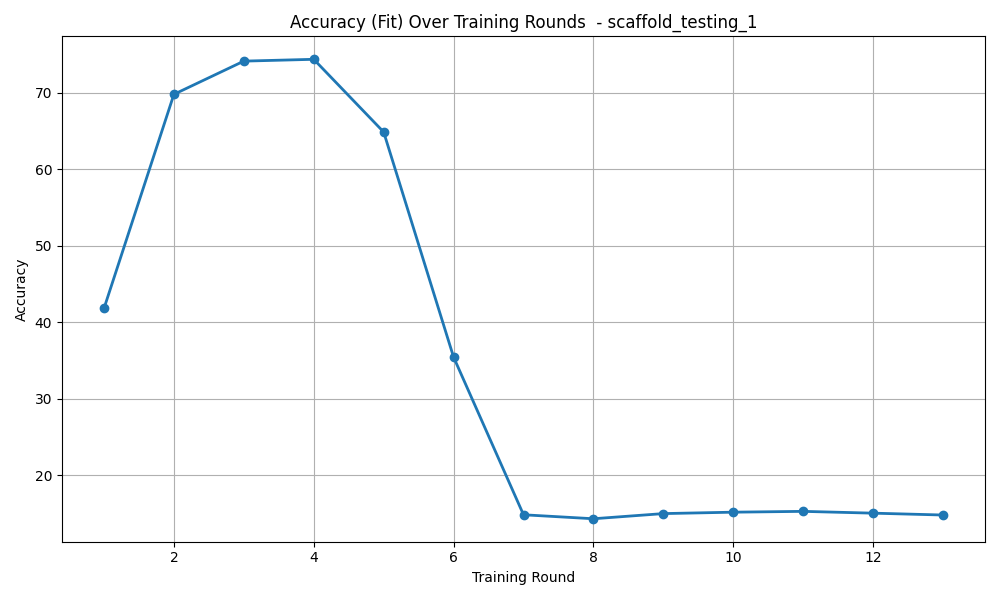 Accuracy (Fit) Over Training Rounds  - scaffold_testing_1
Accuracy
70
60
50
40
30
20
2 4 6 8 10 12
Training Round